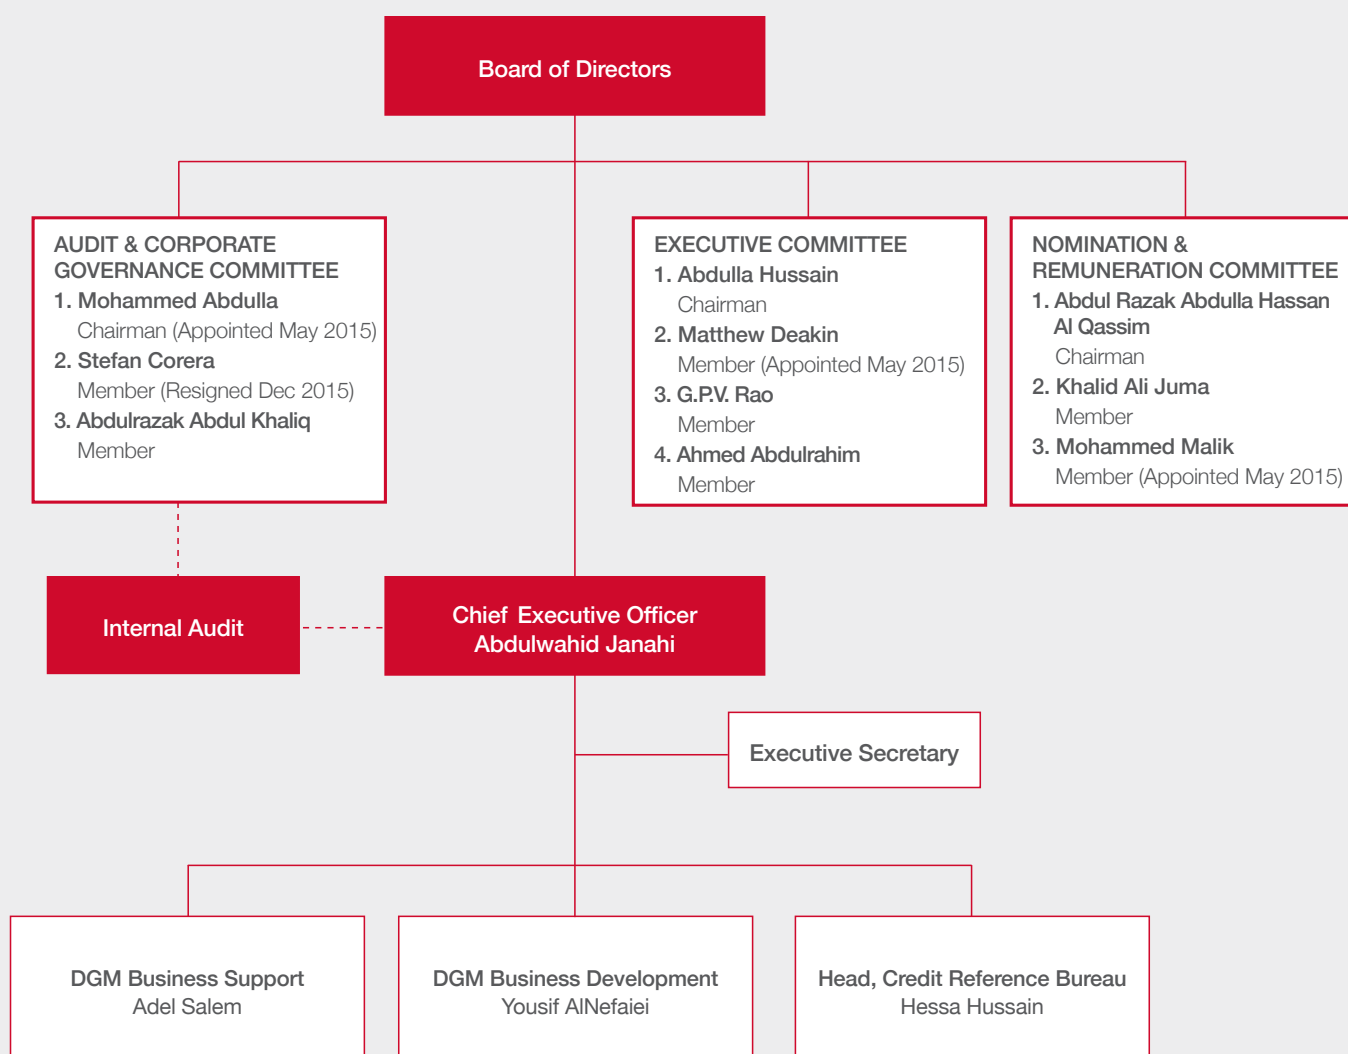 Board of Directors
AUDIT & CORPORATE
GOVERNANCE COMMITTEE
1. Mohammed Abdulla
Chairman (Appointed May 2015)
2. Stefan Corera
Member (Resigned Dec 2015)
3. Abdulrazak Abdul Khaliq
Member
EXECUTIVE COMMITTEE
1. Abdulla Hussain
Chairman
2. Matthew Deakin
Member (Appointed May 2015)
3. G.P.V. Rao
Member
4. Ahmed Abdulrahim
Member
NOMINATION &
REMUNERATION COMMITTEE
1. Abdul Razak Abdulla Hassan
Al Qassim
Chairman
2. Khalid Ali Juma
Member
3. Mohammed Malik
Member (Appointed May 2015)
Internal Audit
Chief Executive Officer
Abdulwahid Janahi
Executive Secretary
DGM Business Support
Adel Salem
DGM Business Development
Yousif AlNefaiei
Head, Credit Reference Bureau
Hessa Hussain